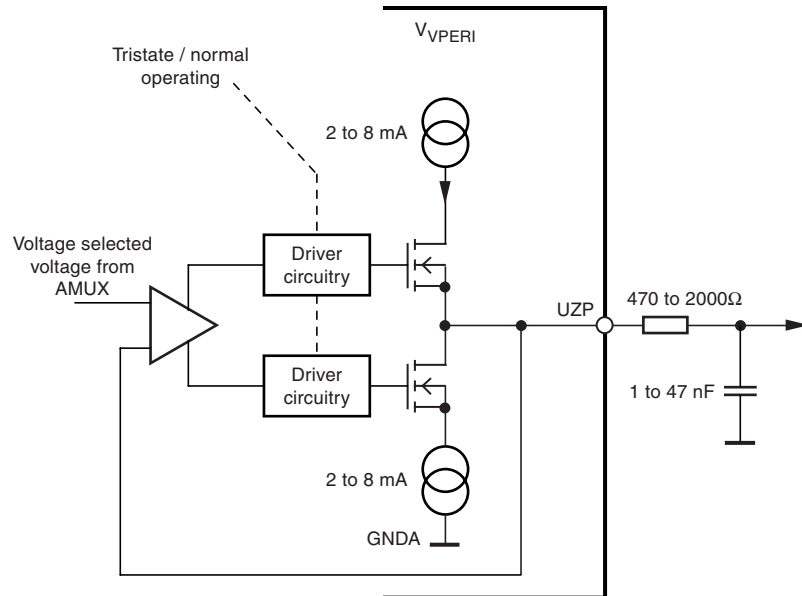 V_VPERI
Tristate / normal
operating
2 to 8 mA
Driver
circuitry
Voltage selected
voltage from
AMUX
UZP
470 to 2000Ω
Driver
circuitry
1 to 47 nF
2 to 8 mA
GNDA